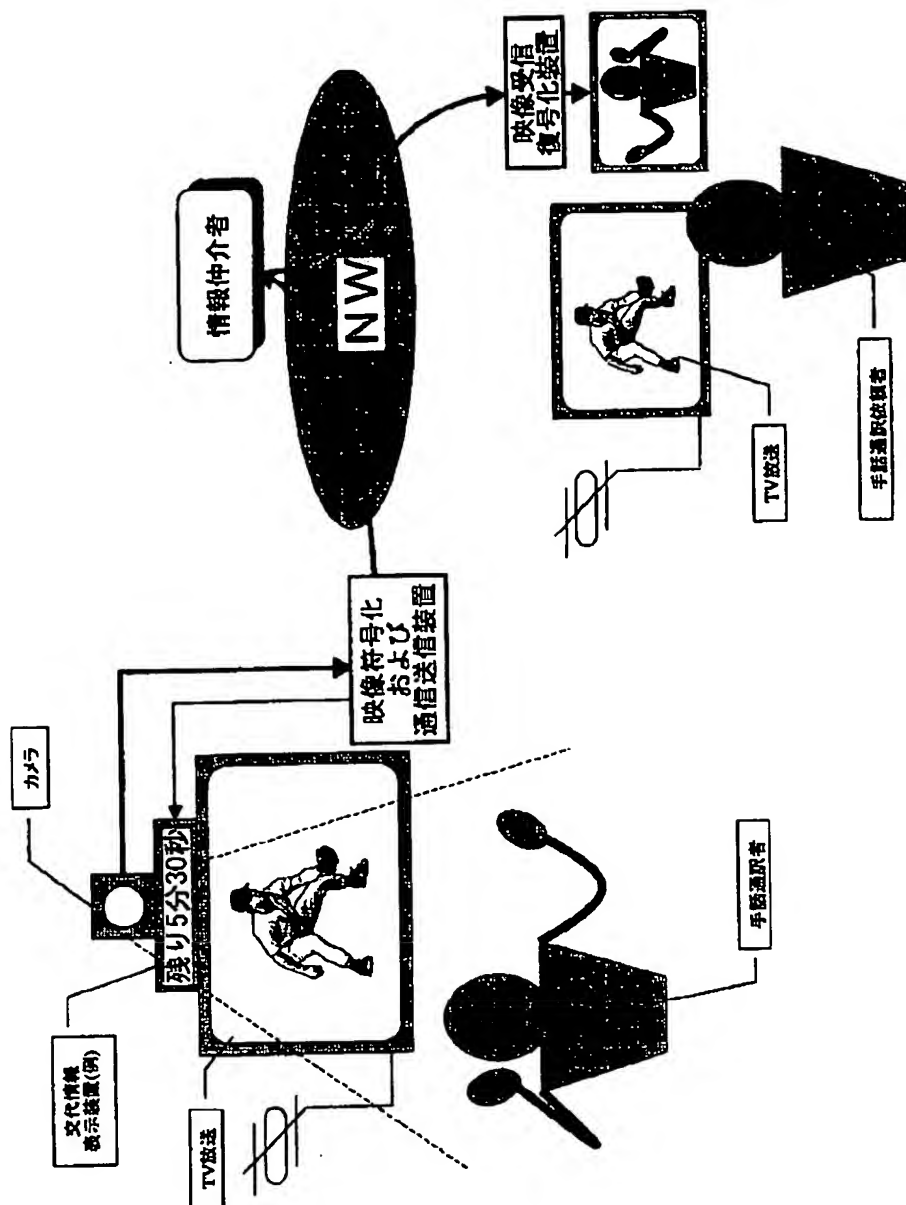 カメラ
交代情報
表示装置(例)
残り5分30秒
TV放送
手話通訳者
映像符号化
および
通信送信装置
情報仲介者
NW
映像受信
復号化装置
TV放送
手話通訳依頼者